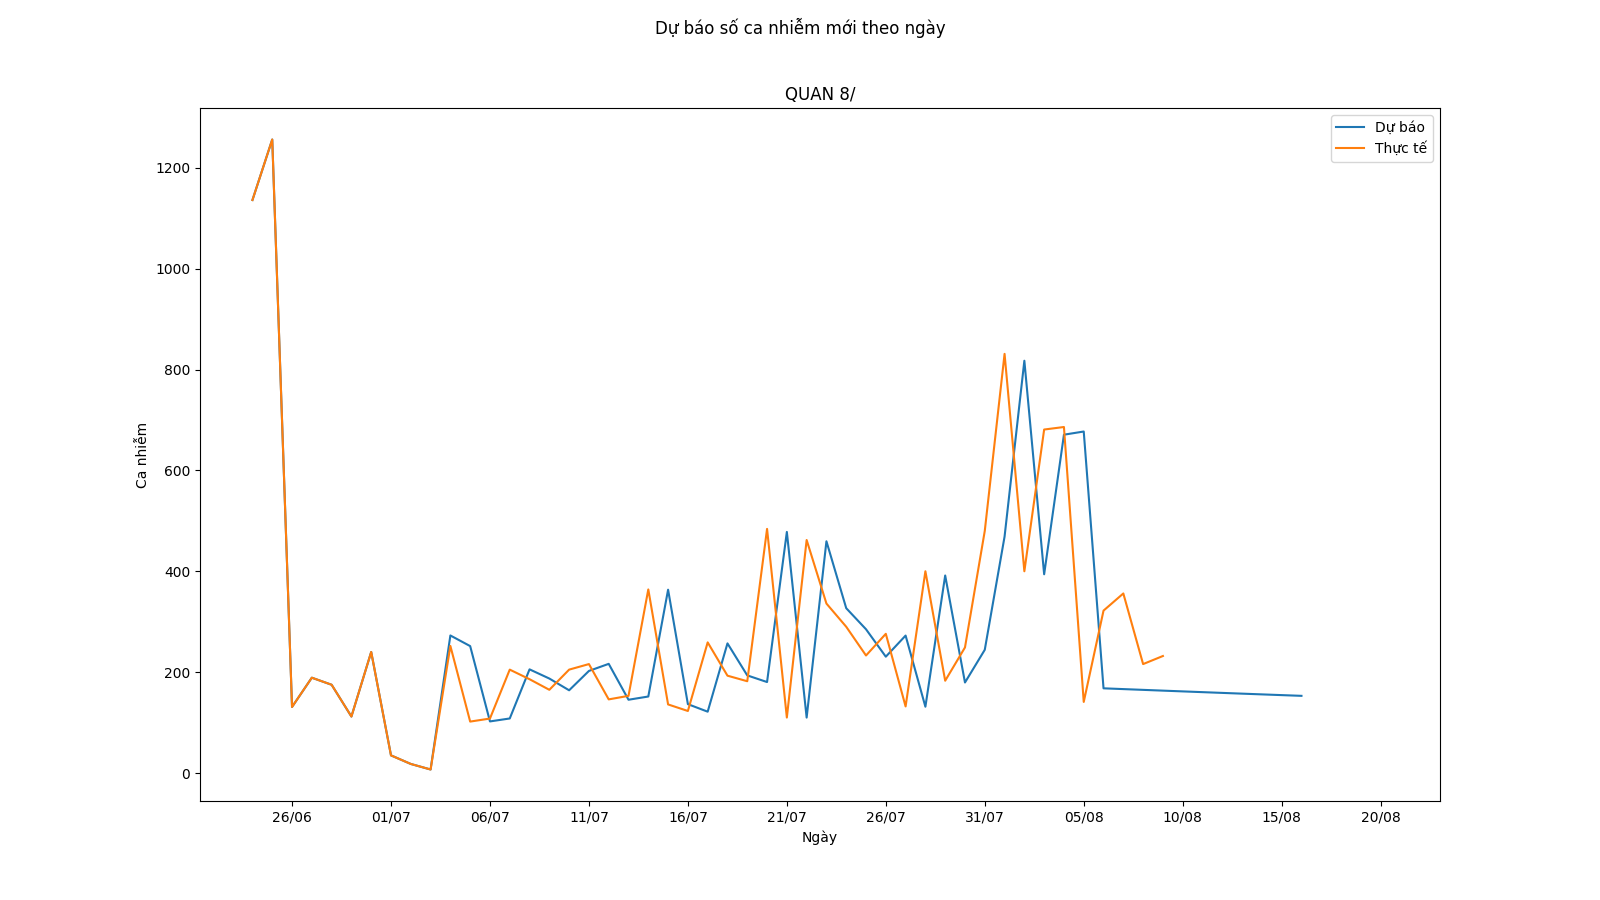 Dự báo số ca nhiễm mới theo ngày
QUAN 8/
Dự báo
Thực tế
1200
1000
800
600
400
200
0
Ca nhiễm
26/06 01/07 06/07 11/07 16/07 21/07 26/07 31/07 05/08 10/08 15/08 20/08
Ngày